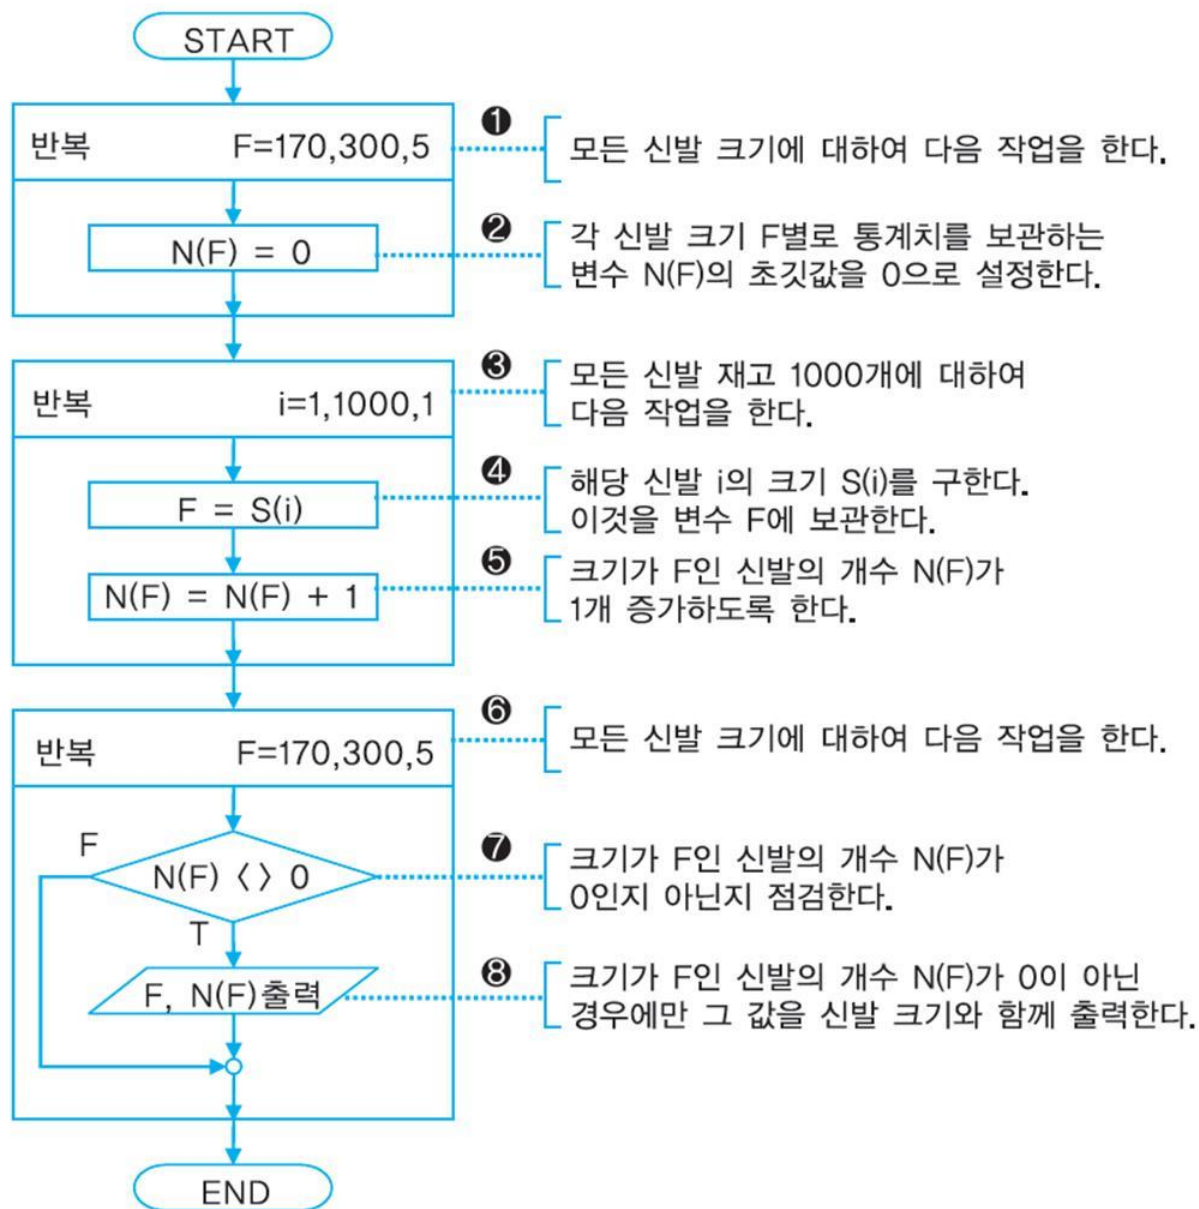 START
반복 F=170,300,5
❶
모든 신발 크기에 대하여 다음 작업을 한다.
N(F) = 0
❷
각 신발 크기 F별로 통계치를 보관하는
변수 N(F)의 초깃값을 0으로 설정한다.
반복 i=1,1000,1
❸
모든 신발 재고 1000개에 대하여
다음 작업을 한다.
F = S(i)
❹
해당 신발 i의 크기 S(i)를 구한다.
이것을 변수 F에 보관한다.
N(F) = N(F) + 1
❺
크기가 F인 신발의 개수 N(F)가
1개 증가하도록 한다.
반복 F=170,300,5
❻
모든 신발 크기에 대하여 다음 작업을 한다.
F
N(F) 〈 〉 0
❼
크기가 F인 신발의 개수 N(F)가
0인지 아닌지 점검한다.
T
F, N(F)출력
❽
크기가 F인 신발의 개수 N(F)가 0이 아닌
경우에만 그 값을 신발 크기와 함께 출력한다.
END